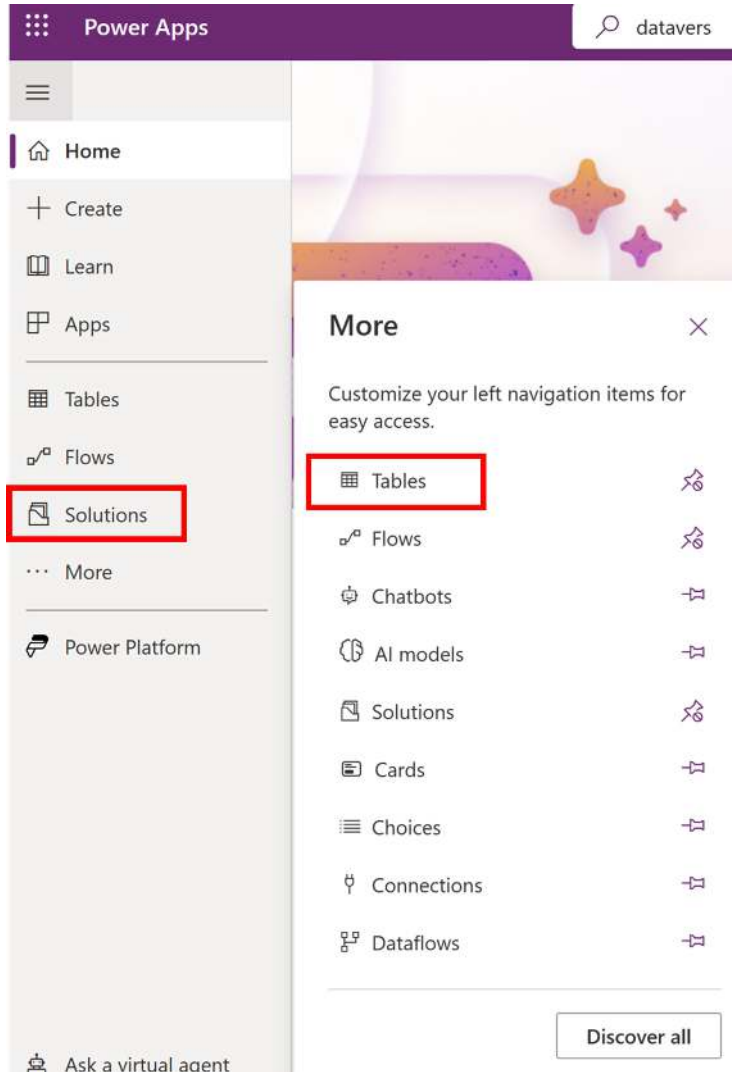 Power Apps
datavers
Home
Create
Learn
Apps
Tables
Flows
Solutions
··· More
Power Platform
Ask a virtual agent
More
Customize your left navigation items for
easy access.
Tables
Flows
Chatbots
AI models
Solutions
Cards
Choices
Connections
Dataflows
Discover all